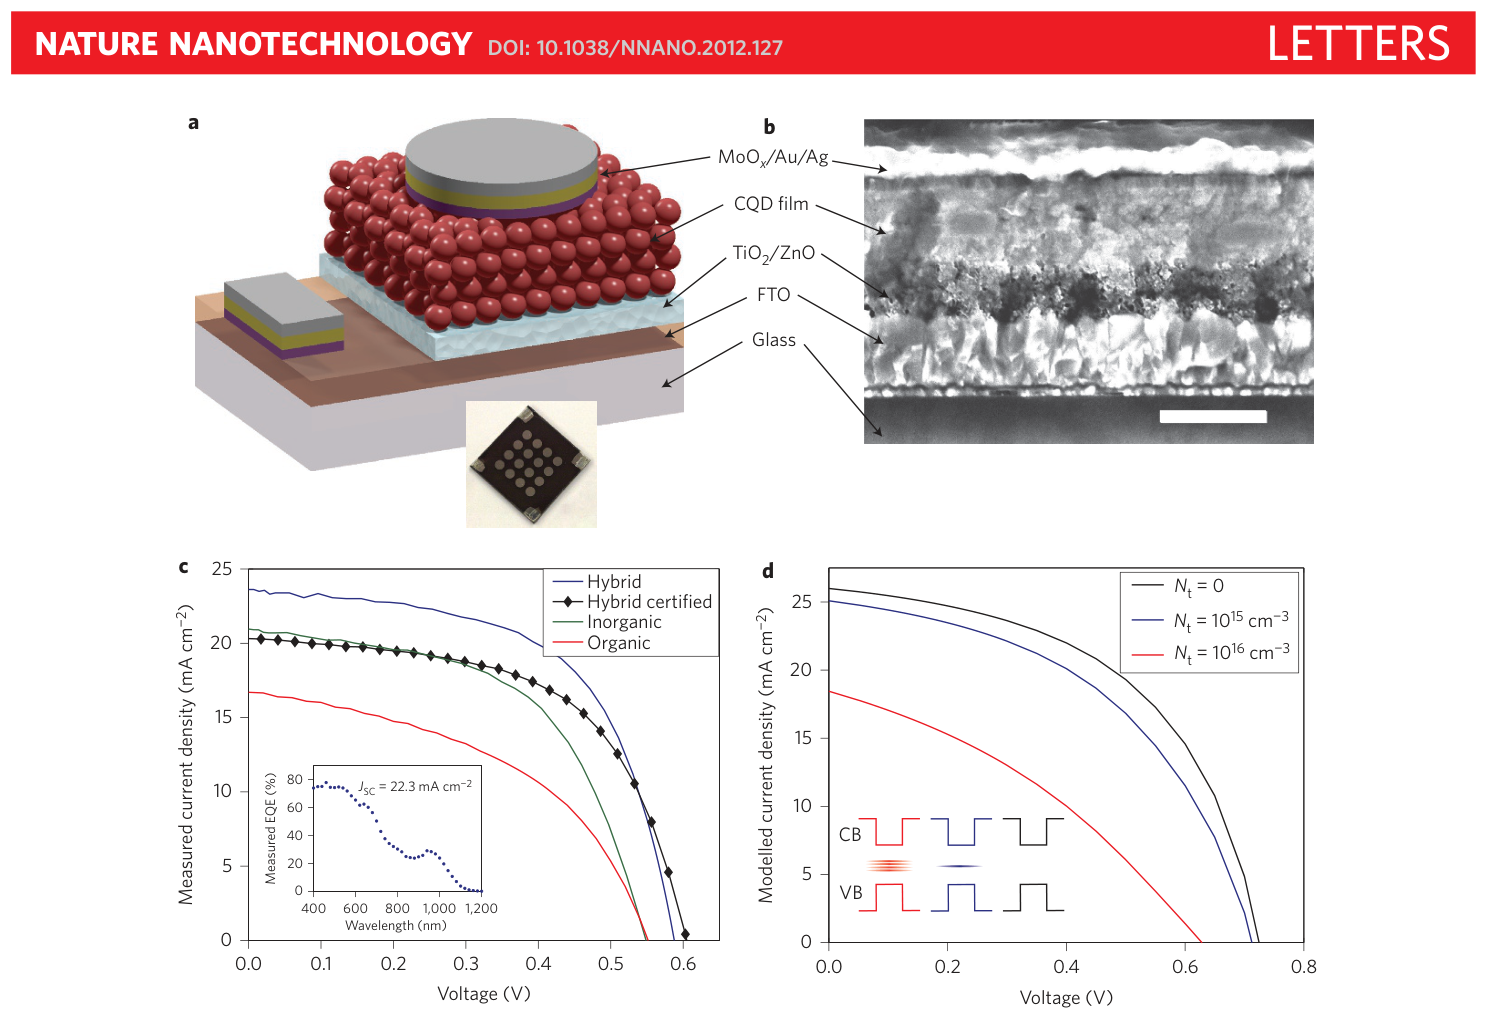 NATURE NANOTECHNOLOGY DOI: 10.1038/NNANO.2012.127 LETTERS
a
b
MoOₓ/Au/Ag
CQD film
TiO₂/ZnO
FTO
Glass
c
Measured current density (mA cm⁻²)
25
20
15
10
5
0
0.0 0.1 0.2 0.3 0.4 0.5 0.6
Voltage (V)
Hybrid
Hybrid certified
Inorganic
Organic
Measured EQE (%)
80
60
40
20
0
J_SC = 22.3 mA cm⁻²
400 600 800 1,000 1,200
Wavelength (nm)
d
Modelled current density (mA cm⁻²)
25
20
15
10
5
0
0.0 0.2 0.4 0.6 0.8
Voltage (V)
Nₜ = 0
Nₜ = 10¹⁵ cm⁻³
Nₜ = 10¹⁶ cm⁻³
CB
VB